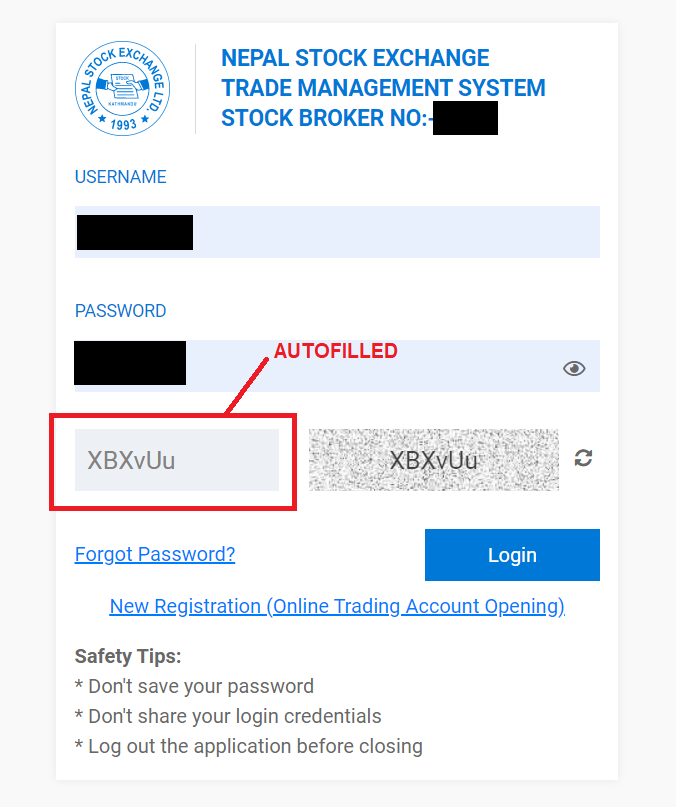 NEPAL STOCK EXCHANGE LTD.
STOCK
KATHMANDU
1993
NEPAL STOCK EXCHANGE
TRADE MANAGEMENT SYSTEM
STOCK BROKER NO:-
USERNAME
PASSWORD
AUTOFILLED
XBXvUu
XBXvUu
Forgot Password?
Login
New Registration (Online Trading Account Opening)
Safety Tips:
* Don't save your password
* Don't share your login credentials
* Log out the application before closing